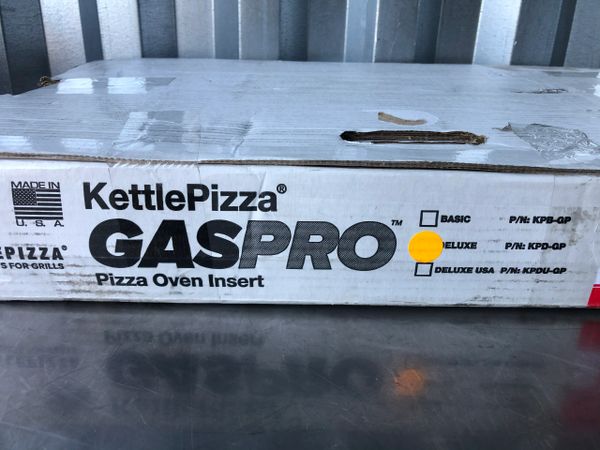 MADE IN
U.S.A.
EPIZZA®
S FOR GRILLS
KettlePizza®
GASPRO™
Pizza Oven Insert
BASIC P/N: KPB-GP
ELUXE P/N: KPD-GP
DELUXE USA P/N: KPDU-GP